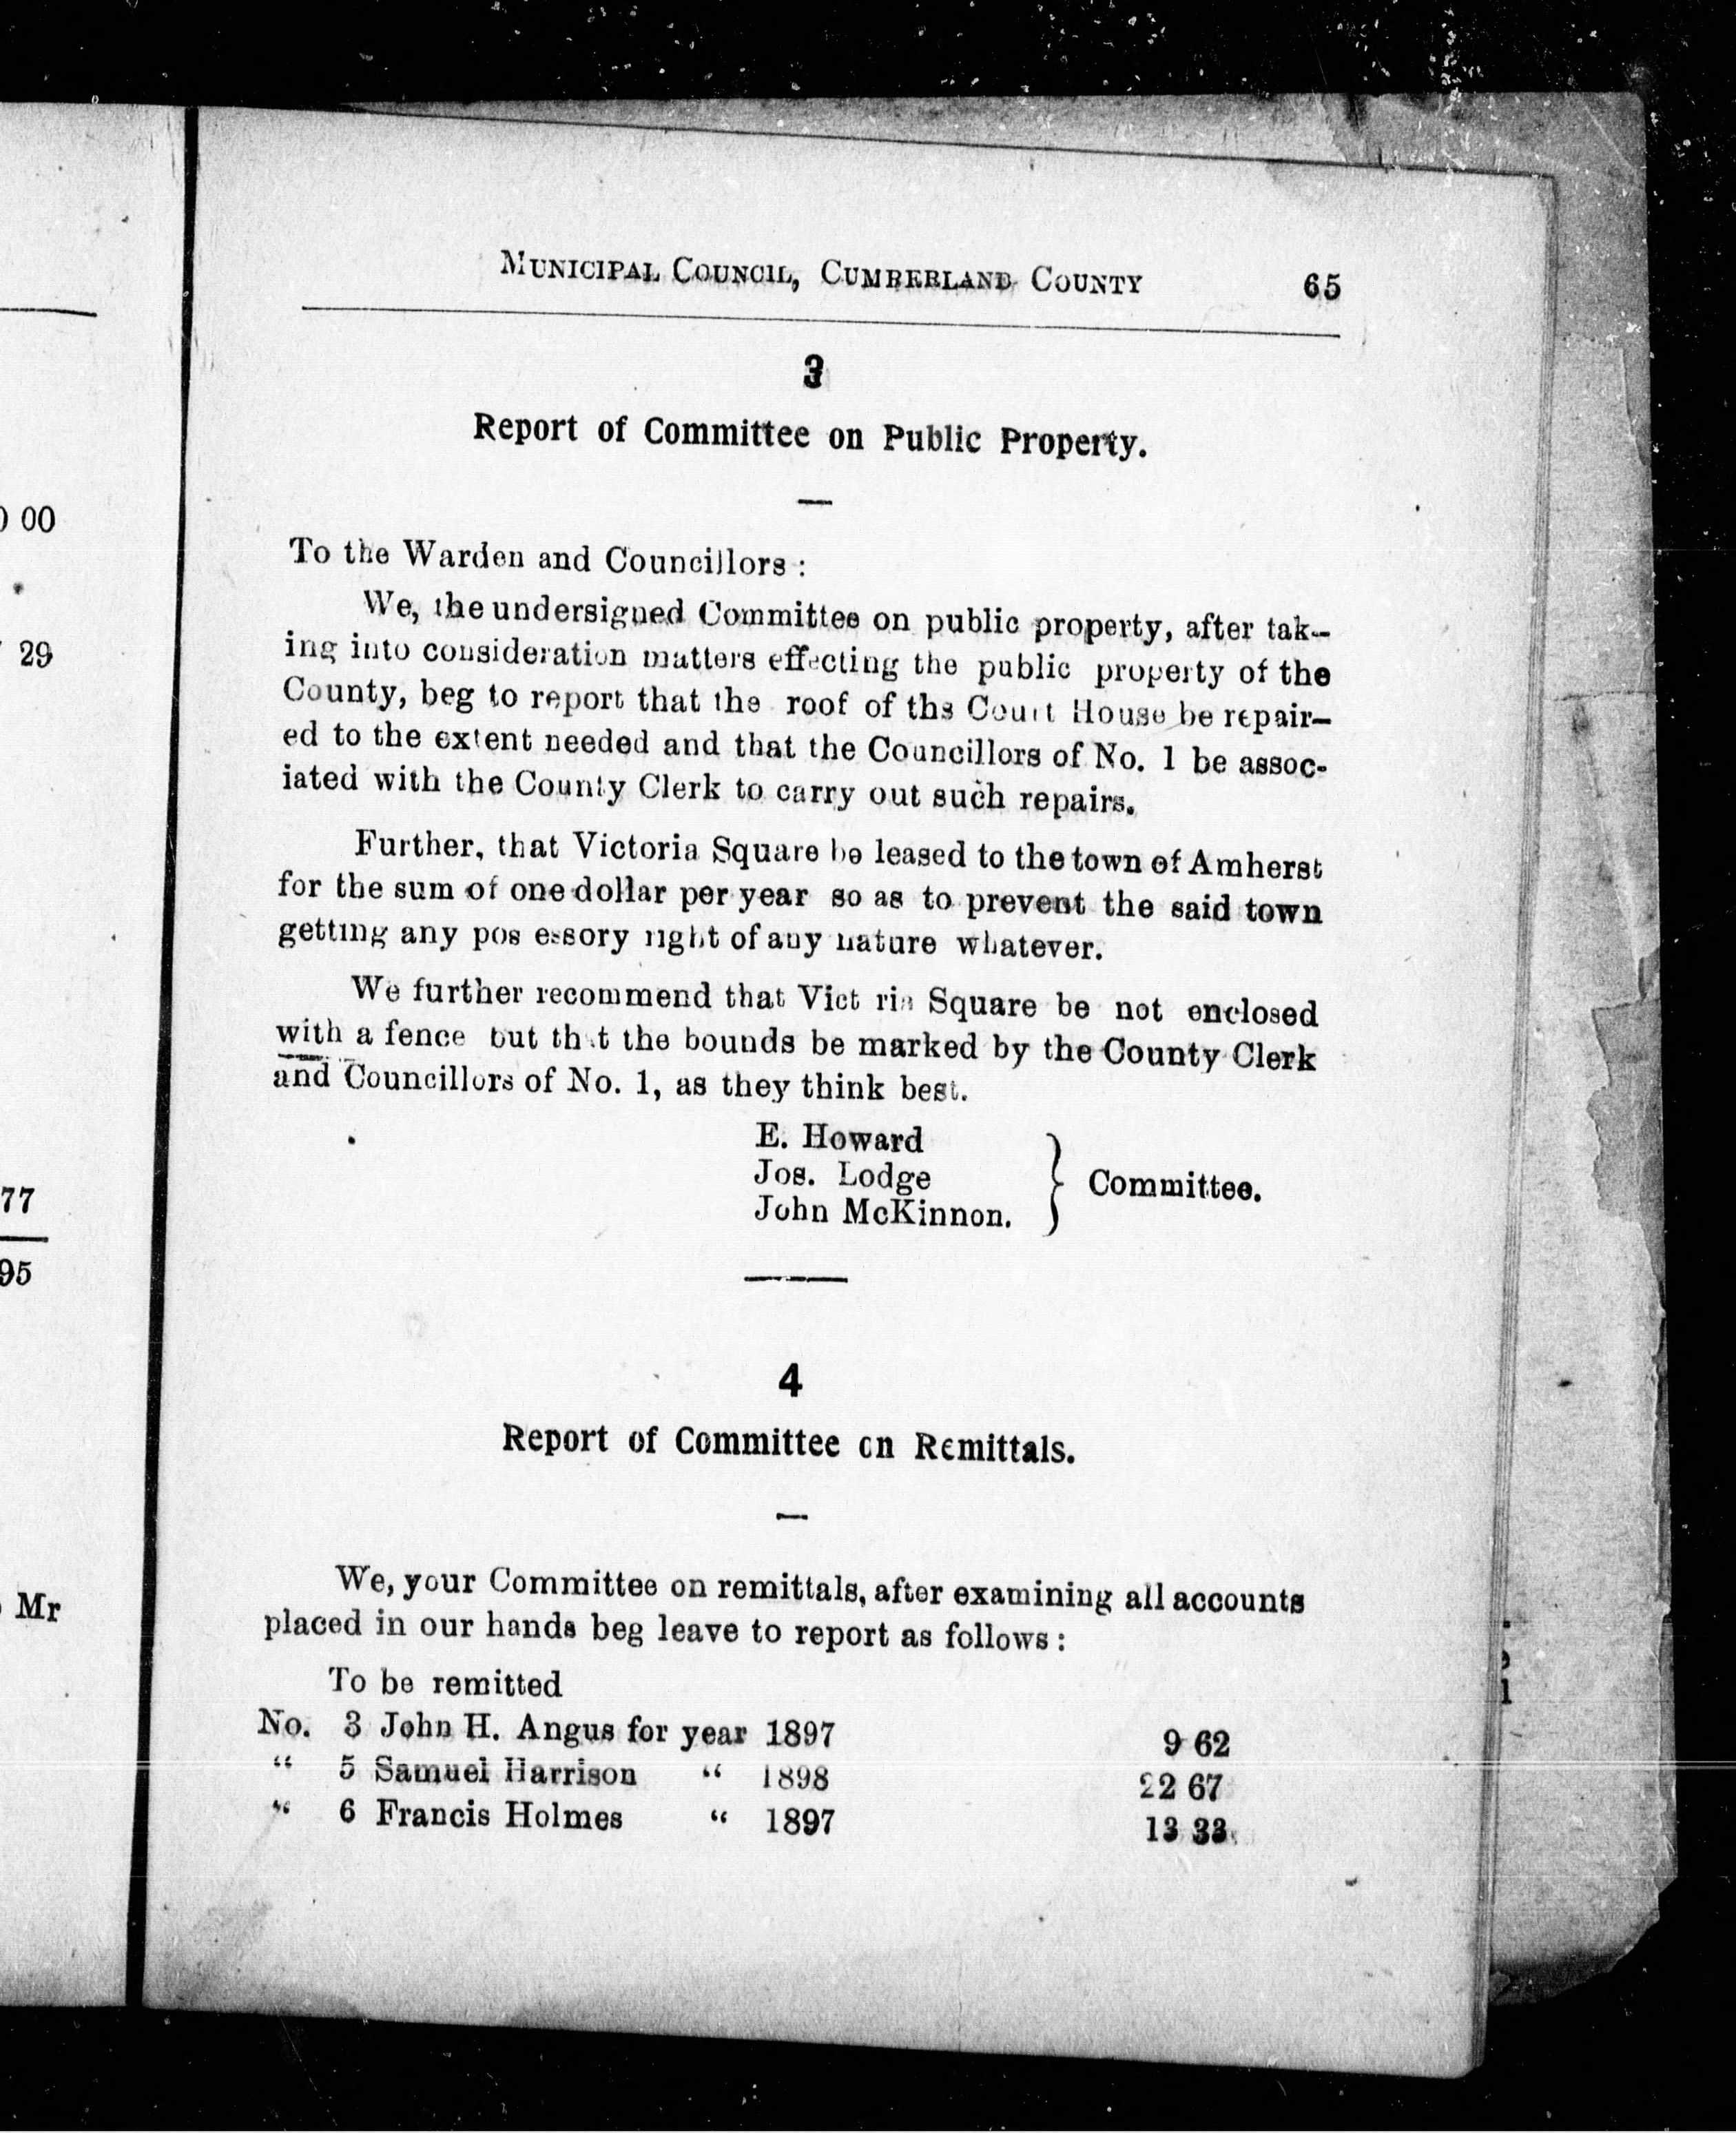 MUNICIPAL COUNCIL, CUMBERLAND COUNTY 65
3
Report of Committee on Public Property.
To the Warden and Councillors :
We, the undersigned Committee on public property, after tak-
ing into consideration matters effecting the public property of the
County, beg to report that the roof of ths Court House be repair-
ed to the extent needed and that the Councillors of No. 1 be assoc-
iated with the County Clerk to carry out such repairs.
Further, that Victoria Square be leased to the town of Amherst
for the sum of one dollar per year so as to prevent the said town
getting any pos essory right of any nature whatever.
We further recommend that Vict ria Square be not enclosed
with a fence but that the bounds be marked by the County Clerk
and Councillors of No. 1, as they think best.
E. Howard
Jos. Lodge
John McKinnon.
} Committee.
4
Report of Committee on Remittals.
We, your Committee on remittals, after examining all accounts
placed in our hands beg leave to report as follows :
To be remitted
No. 3 John H. Angus for year 1897 9 62
“ 5 Samuel Harrison “ 1898 22 67
“ 6 Francis Holmes “ 1897 13 33
00
29
77
95
Mr